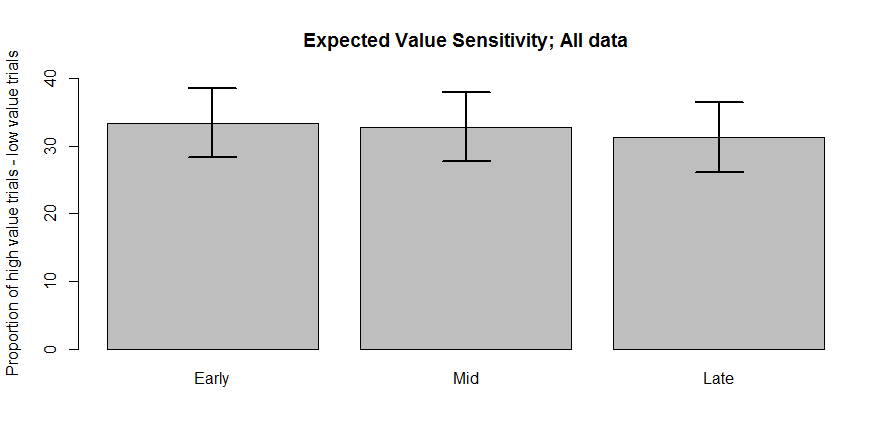 Expected Value Sensitivity; All data
Proportion of high value trials - low value trials
40
30
20
10
0
Early
Mid
Late